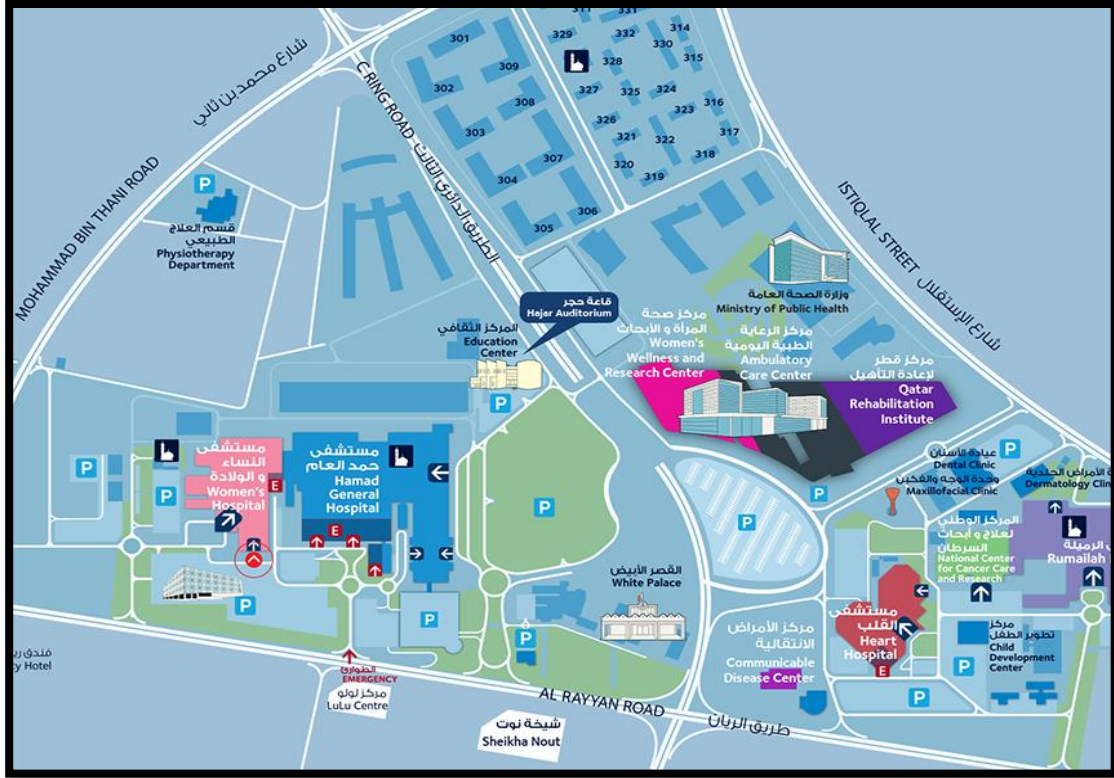 311
301
309
302
308
303
307
304
306
305
329
332
314
330
315
328
327
325
324
316
323
326
321
322
317
320
318
319
شارع محمد بن ثاني
MOHAMMAD BIN THANI ROAD
C RING ROAD الطريق الدائري الثالث
ISTIQLAL STREET شارع الإستقلال
P
قسم العلاج
الطبيعي
Physiotherapy
Department
قاعة حجر
Hajar Auditorium
المركز الثقافي
Education
Center
وزارة الصحة العامة
Ministry of Public Health
مركز صحة
المرأة و الأبحاث
Women's
Wellness and
Research Center
مركز الرعاية
الطبية اليومية
Ambulatory
Care Center
مركز قطر
لإعادة التأهيل
Qatar
Rehabilitation
Institute
P
P
P
P
P
P
P
مستشفى
النساء
و الولادة
Women's
Hospital
E
مستشفى
حمد العام
Hamad
General
Hospital
E
عيادة الأسنان
Dental Clinic
وحدة الوجه والفكين
Maxillofacial Clinic
الأمراض الجلدية
Dermatology Clin
المركز الوطني
لعلاج و أبحاث
السرطان
National Center
for Cancer Care
and Research
الرميلة
Rumailah
القصر الأبيض
White Palace
P
P
P
مركز الأمراض
الانتقالية
Communicable
Disease Center
مستشفى
القلب
Heart
Hospital
E
مركز
تطوير الطفل
Child
Development
Center
P
P
فندق
cy Hotel
الطوارئ
EMERGENCY
مركز لولو
LuLu Centre
شيخة نوت
Sheikha Nout
AL RAYYAN ROAD طريق الريان